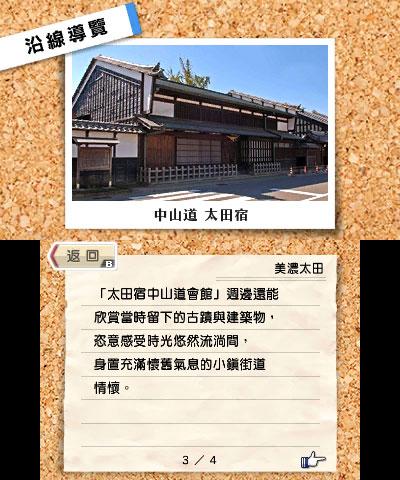 沿線導覽
中山道 太田宿
返回 B
美濃太田
「太田宿中山道會館」週邊還能
欣賞當時留下的古蹟與建築物，
恣意感受時光悠然流淌間，
身置充滿懷舊氣息的小鎮街道
情懷。
3 ／ 4